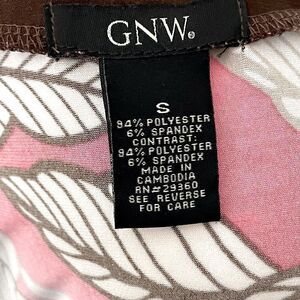 GNW®
S
94% POLYESTER
6% SPANDEX
CONTRAST:
94% POLYESTER
6% SPANDEX
MADE IN
CAMBODIA
RN#29360
SEE REVERSE
FOR CARE